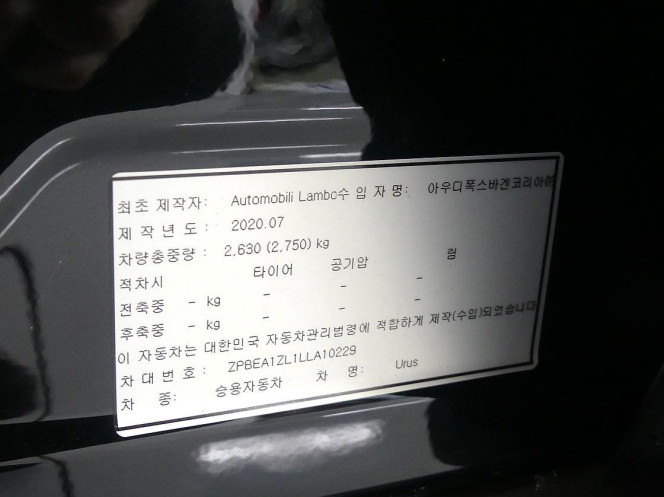 최초 제작자: Automobili Lambo수 입 자 명: 아우디폭스바겐코리아㈜
제 작 년 도 : 2020.07
차량총중량 : 2,630 (2,750) kg
적차시 타이어 공기압 림
전축중 - kg - - -
후축중 - kg - - -
이 자동차는 대한민국 자동차관리법령에 적합하게 제작(수입)되었습니다
차 대 번 호 : ZPBEA1ZL1LLA10229
차 종: 승용자동차 차 명: Urus